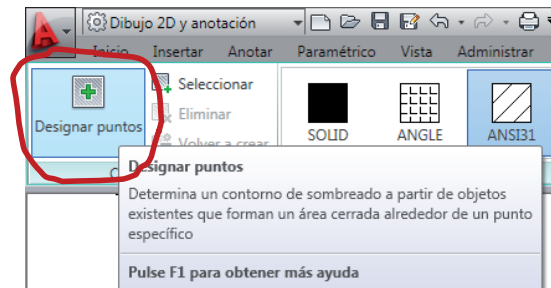 Dibujo 2D y anotación
Inicio Insertar Anotar Paramétrico Vista Administrar
Designar puntos
Seleccionar
Eliminar
Volver a crear
SOLID ANGLE ANSI31
Designar puntos
Determina un contorno de sombreado a partir de objetos
existentes que forman un área cerrada alrededor de un punto
específico
Pulse F1 para obtener más ayuda